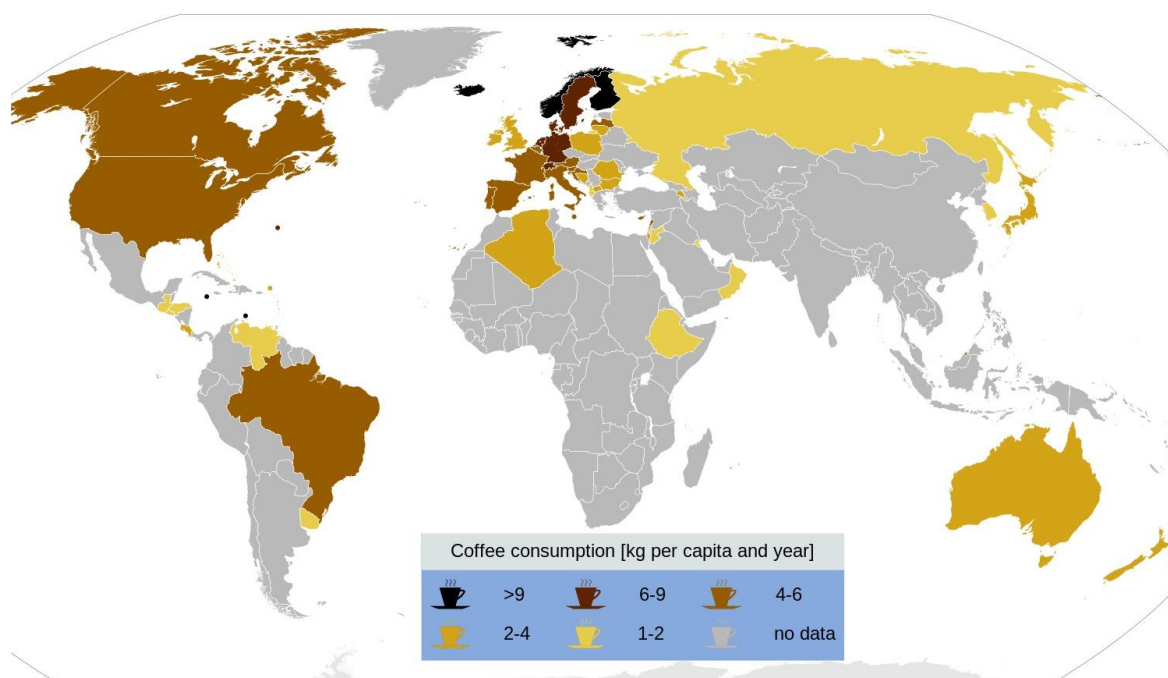 Coffee consumption [kg per capita and year]
>9 6-9 4-6
2-4 1-2 no data